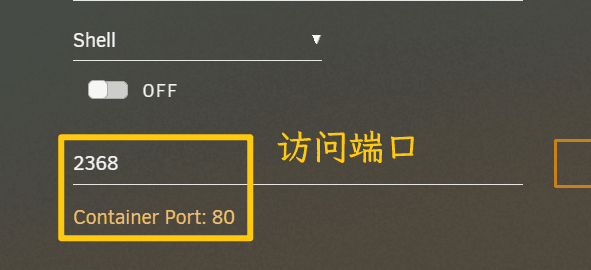 Shell
OFF
访问端口
2368
Container Port: 80